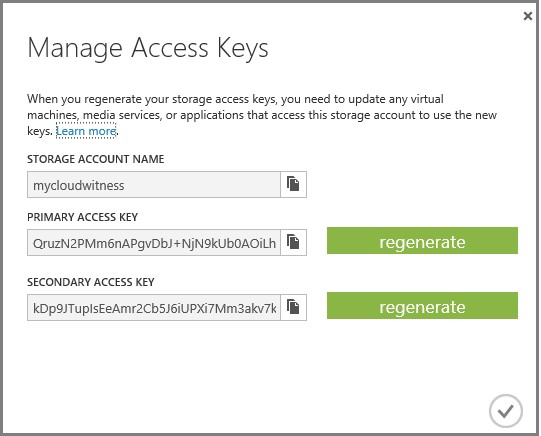 Manage Access Keys
When you regenerate your storage access keys, you need to update any virtual
machines, media services, or applications that access this storage account to use the new
keys. Learn more.
STORAGE ACCOUNT NAME
mycloudwitness
PRIMARY ACCESS KEY
QruzN2PMm6nAPgvDbJ+NjN9kUb0AOiLh
regenerate
SECONDARY ACCESS KEY
kDp9JTupIsEeAmr2Cb5J6iUPXi7Mm3akv7k
regenerate